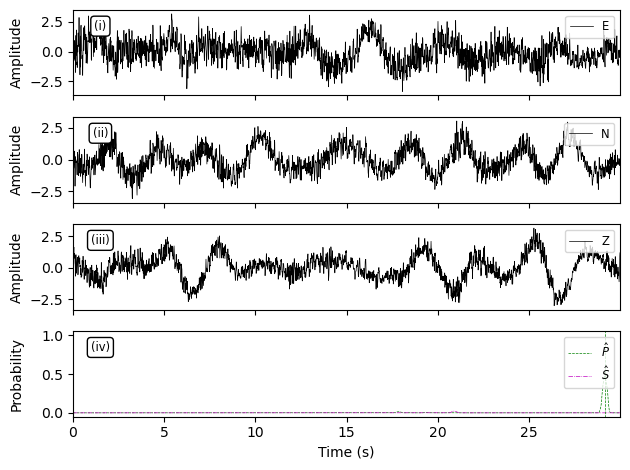 Amplitude
2.5
0.0
−2.5
(i)
E
Amplitude
2.5
0.0
−2.5
(ii)
N
Amplitude
2.5
0.0
−2.5
(iii)
Z
Probability
1.0
0.5
0.0
(iv)
P̂
Ŝ
0 5 10 15 20 25
Time (s)